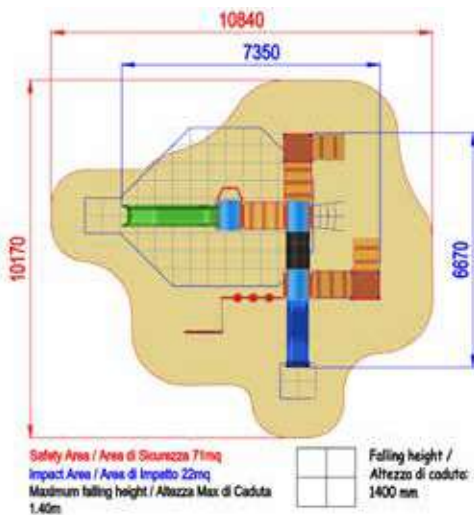 10840
7350
10170
6670
Safety Area / Area di Sicurezza 71mq
Impact Area / Area di Impatto 22mq
Maximum falling height / Altezza Max di Caduta
1.40m
Falling height /
Altezzo di caduta:
1400 mm